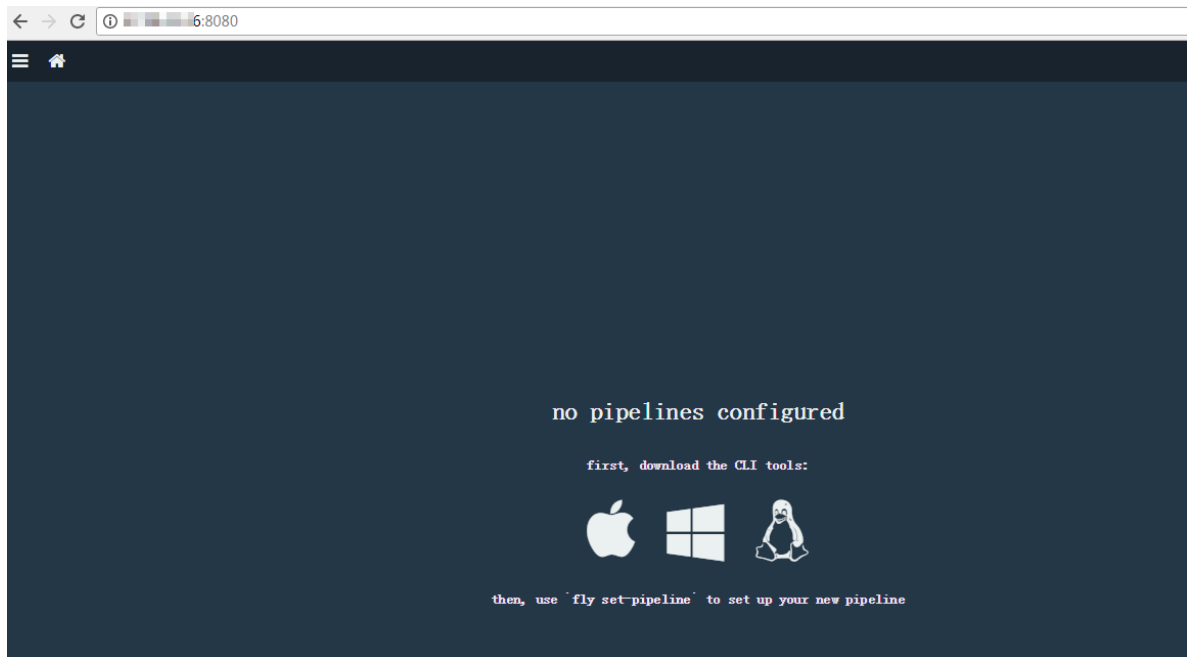 6:8080
no pipelines configured
first, download the CLI tools:
then, use `fly set-pipeline` to set up your new pipeline